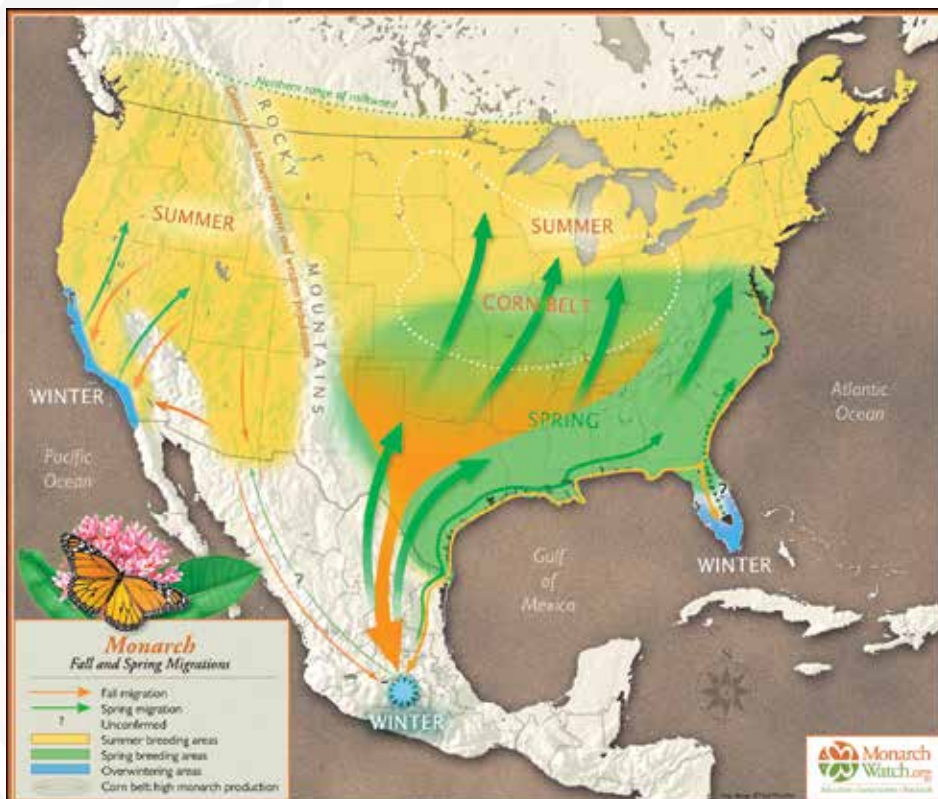 Northern range of milkweed
ROCKY
MOUNTAINS
SUMMER
SUMMER
CORN BELT
SPRING
WINTER
WINTER
WINTER
Pacific
Ocean
Atlantic
Ocean
Gulf
of
Mexico
?
Monarch
Fall and Spring Migrations
Fall migration
Spring migration
? Unconfirmed
Summer breeding areas
Spring breeding areas
Overwintering areas
Corn belt: high monarch production
Monarch
Watch.org